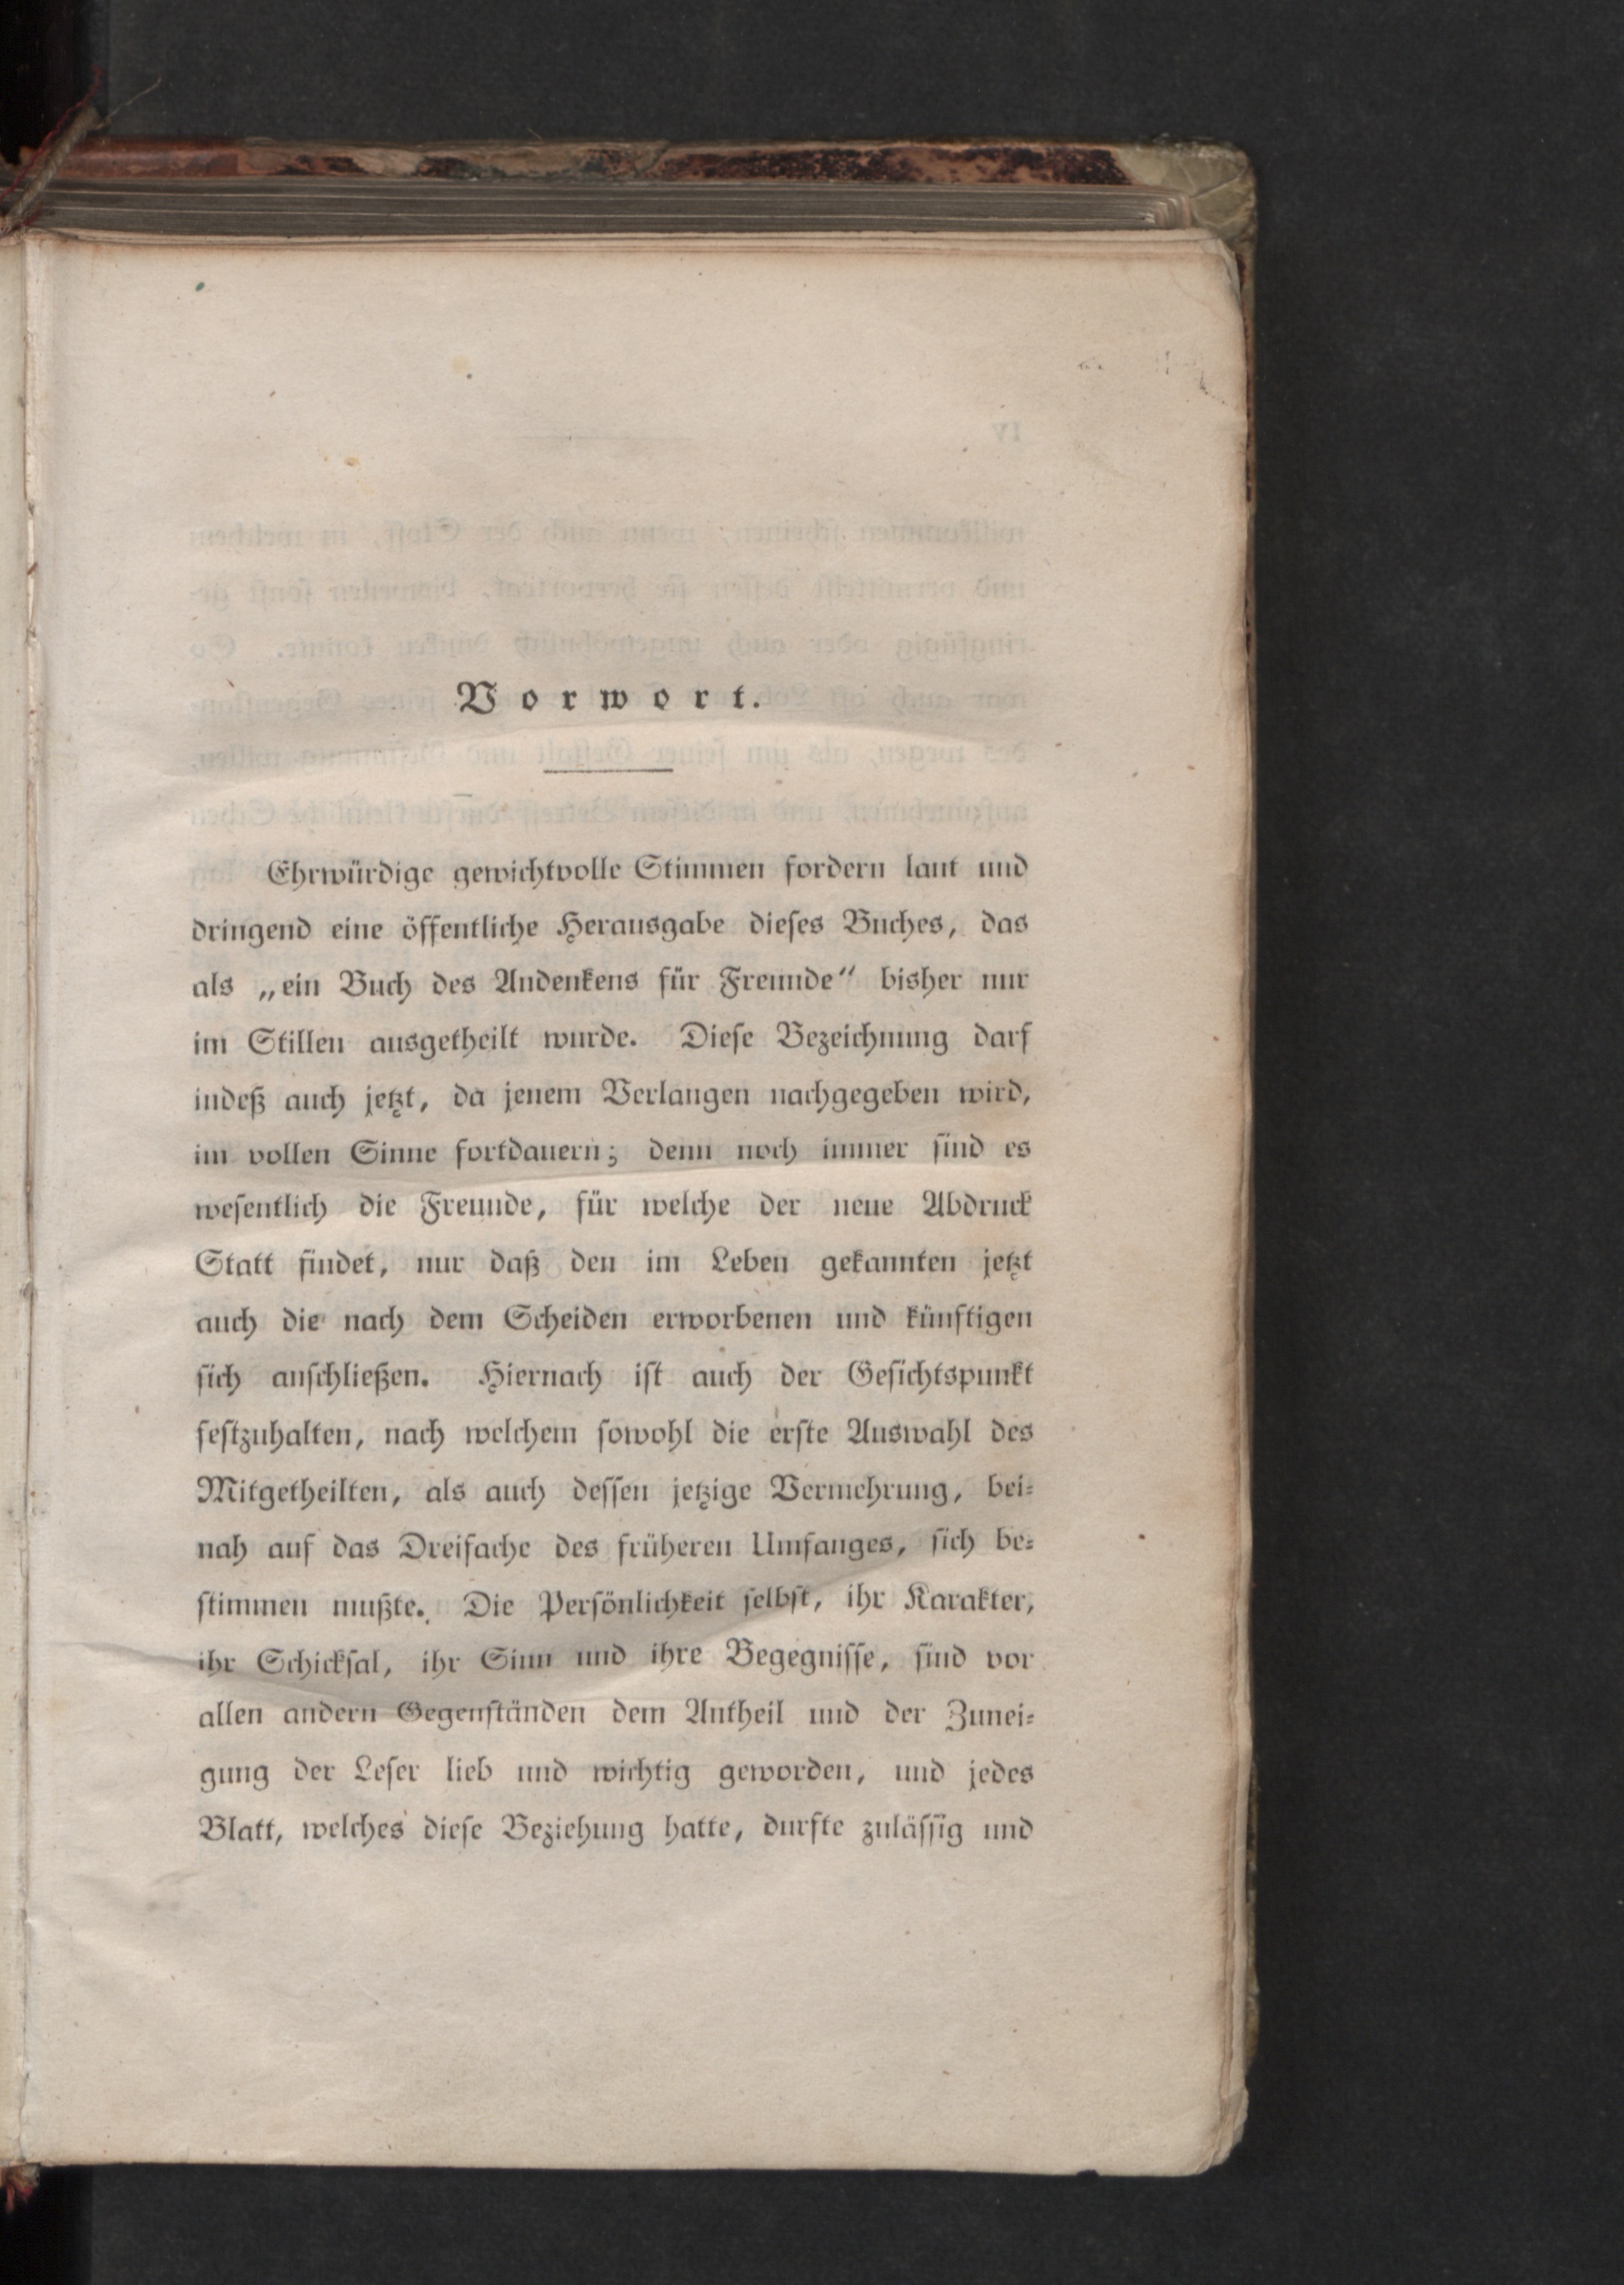 Vorwort.
Ehrwürdige gewichtvolle Stimmen fordern laut und
dringend eine öffentliche Herausgabe dieſes Buches, das
als „ein Buch des Andenkens für Freunde“ bisher nur
im Stillen ausgetheilt wurde. Dieſe Bezeichnung darf
indeß auch jetzt, da jenem Verlangen nachgegeben wird,
im vollen Sinne fortdauern; denn noch immer ſind es
weſentlich die Freunde, für welche der neue Abdruck
Statt findet, nur daß den im Leben gekannten jetzt
auch die nach dem Scheiden erworbenen und künftigen
ſich anſchließen. Hiernach iſt auch der Geſichtspunkt
feſtzuhalten, nach welchem ſowohl die erſte Auswahl des
Mitgetheilten, als auch deſſen jetzige Vermehrung, bei⸗
nah auf das Dreifache des früheren Umfanges, ſich be⸗
ſtimmen mußte. Die Perſönlichkeit ſelbſt, ihr Karakter,
ihr Schickſal, ihr Sinn und ihre Begegniſſe, ſind vor
allen andern Gegenſtänden dem Antheil und der Zunei⸗
gung der Leſer lieb und wichtig geworden, und jedes
Blatt, welches dieſe Beziehung hatte, durfte zuläſſig und